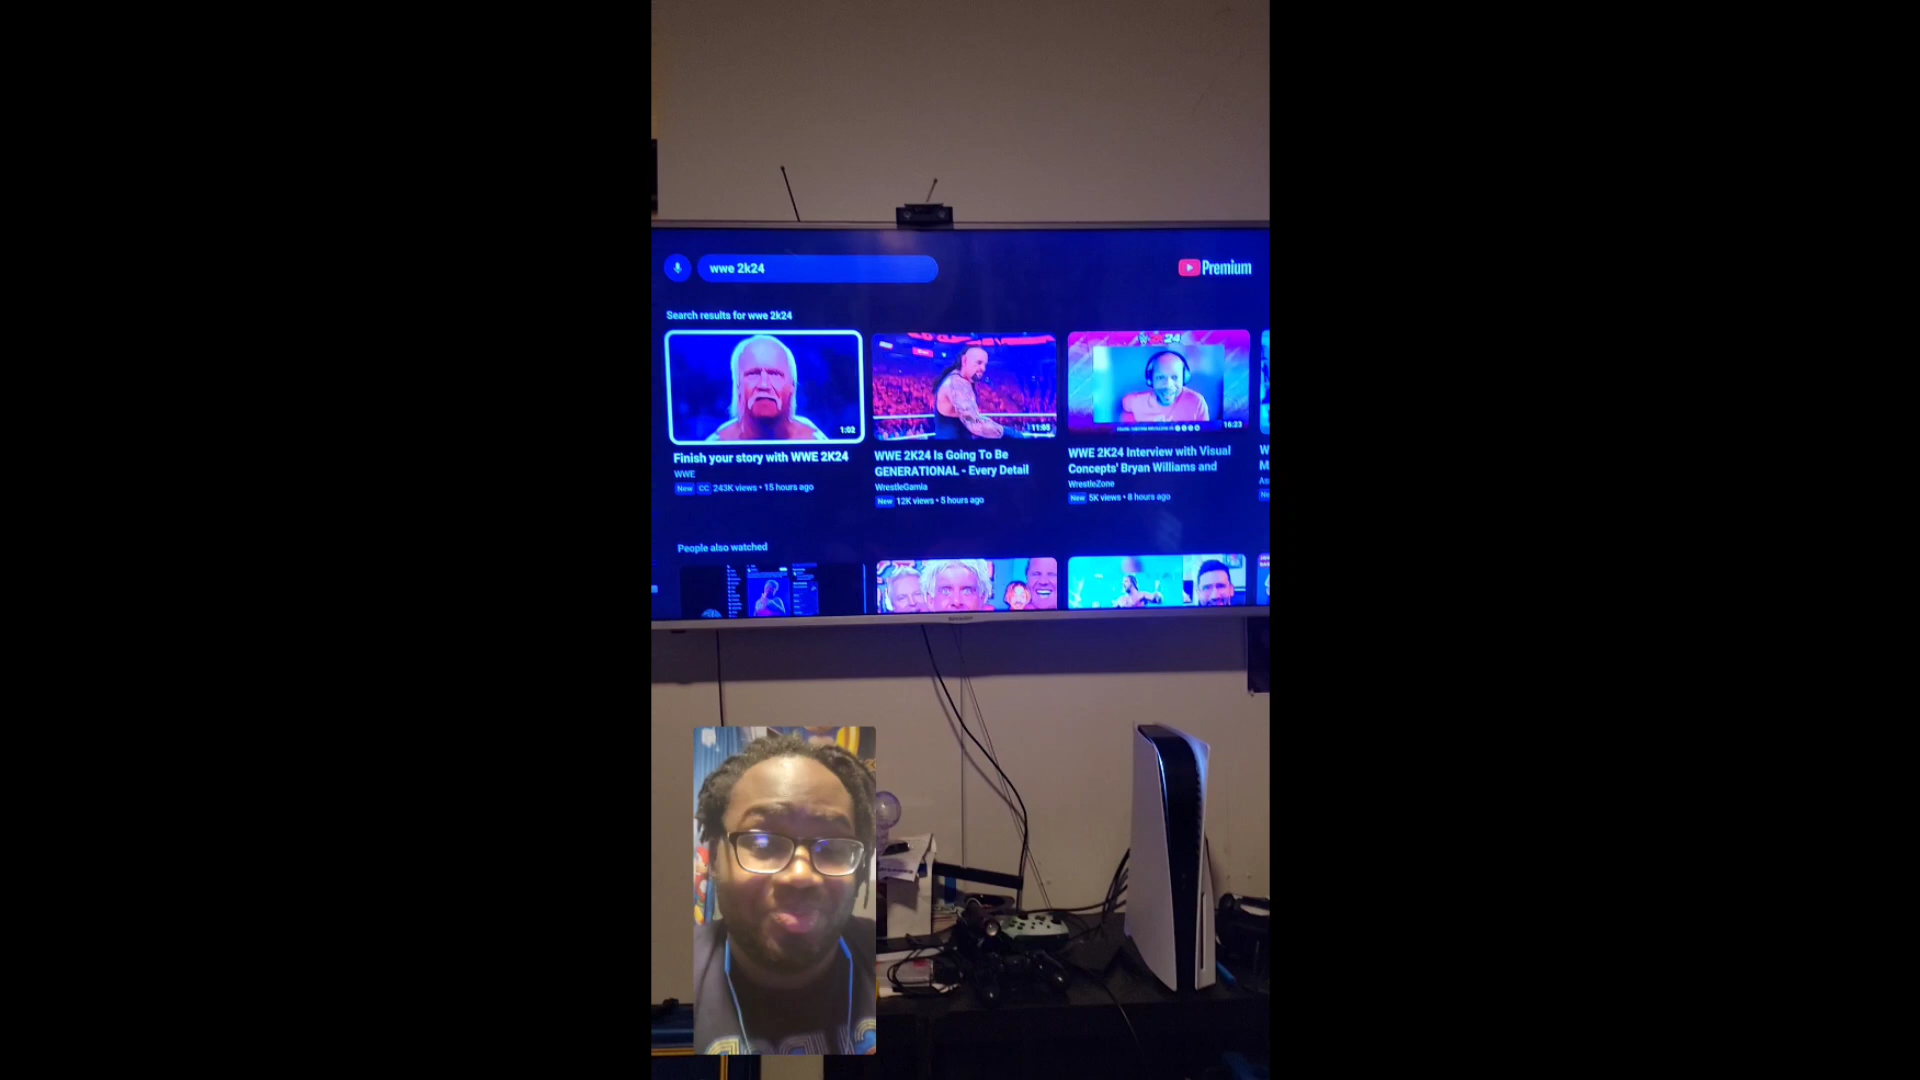 wwe 2k24
Premium
Search results for wwe 2k24
1:02
11:05
24
16:23
Finish your story with WWE 2K24
WWE
New CC 243K views • 15 hours ago
WWE 2K24 Is Going To Be
GENERATIONAL - Every Detail
WrestleGamia
New 12K views • 5 hours ago
WWE 2K24 Interview with Visual
Concepts' Bryan Williams and
WrestleZone
New 5K views • 8 hours ago
People also watched